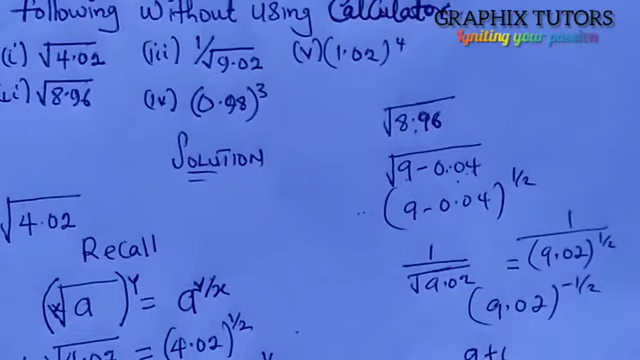 following without using Calculator
GRAPHIX TUTORS
Igniting your passion
(i) √4.02 (iii) 1/√9.02 (v) (1.02)^4
(ii) √8.96 (iv) (0.98)^3
SOLUTION
√4.02
Recall
(ˣ√a)^y = a^(y/x)
√4.02 = (4.02)^(1/2)
√8.96
√9-0.04
(9-0.04)^(1/2)
1/√9.02 = 1/(9.02)^(1/2)
(9.02)^(-1/2)